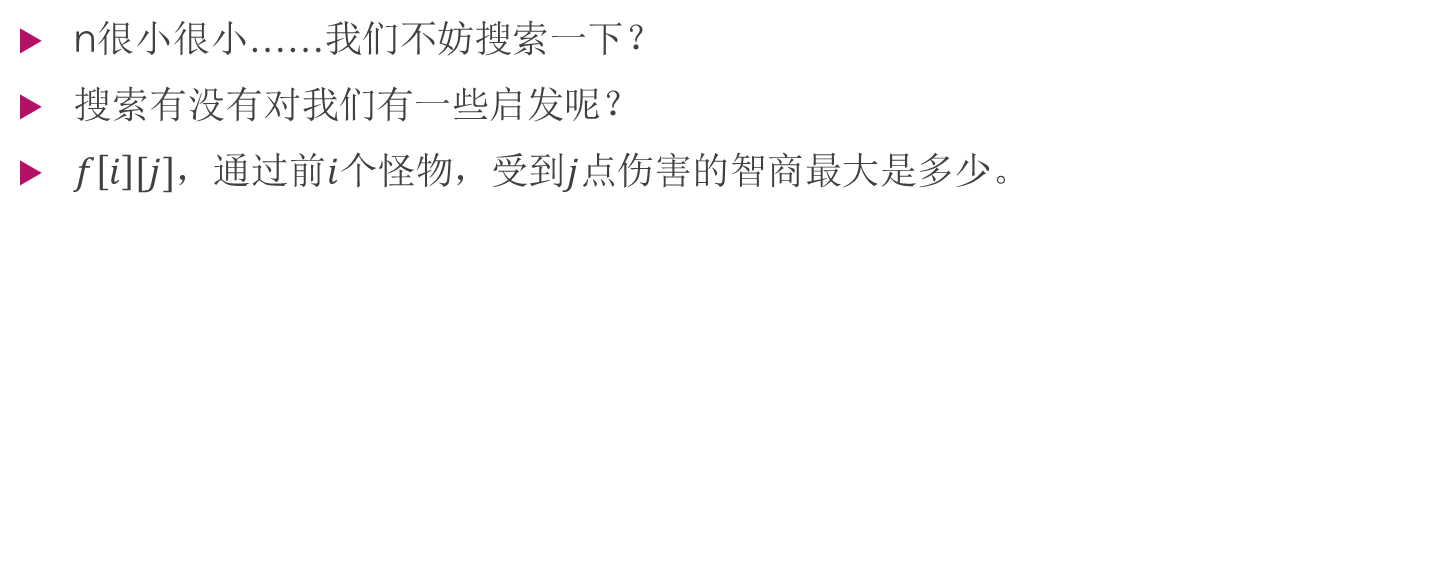 n很小很小……我们不妨搜索一下？
搜索有没有对我们有一些启发呢？
f[i][j]，通过前i个怪物，受到j点伤害的智商最大是多少。